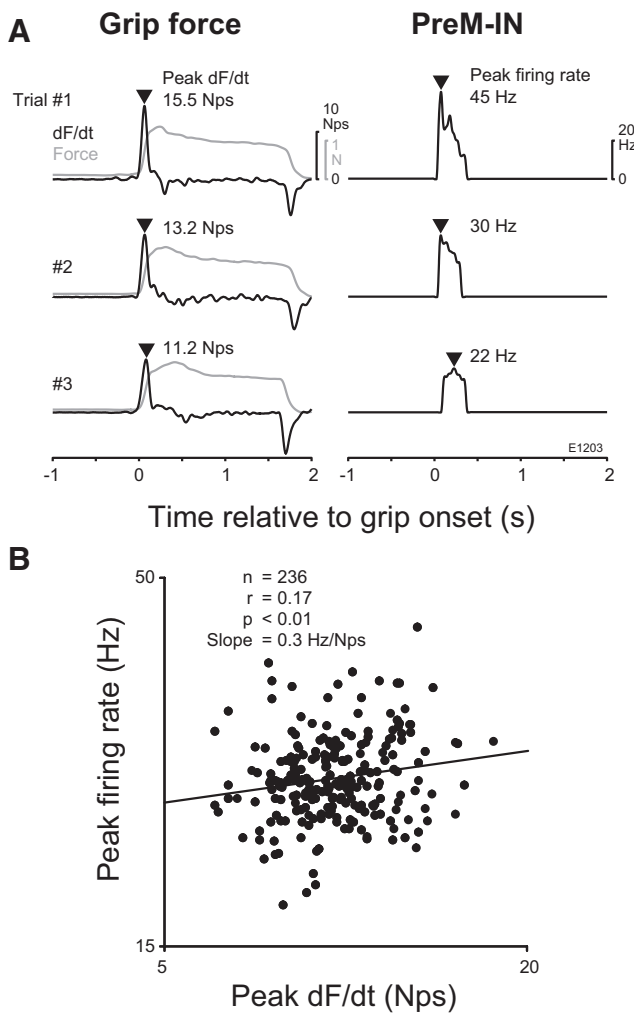 A
Grip force
PreM-IN
Trial #1
Peak dF/dt
15.5 Nps
dF/dt
Force
10
Nps
1
N
0
Peak firing rate
45 Hz
20
Hz
0
#2
13.2 Nps
30 Hz
#3
11.2 Nps
22 Hz
E1203
-1 0 1 2
-1 0 1 2
Time relative to grip onset (s)
B
50
n = 236
r = 0.17
p < 0.01
Slope = 0.3 Hz/Nps
Peak firing rate (Hz)
15
5
20
Peak dF/dt (Nps)